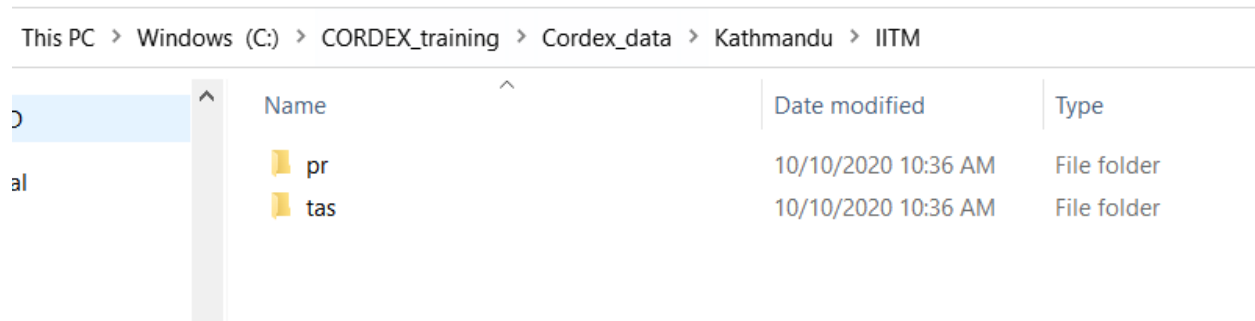 This PC > Windows (C:) > CORDEX_training > Cordex_data > Kathmandu > IITM
Name Date modified Type
pr 10/10/2020 10:36 AM File folder
al
tas 10/10/2020 10:36 AM File folder